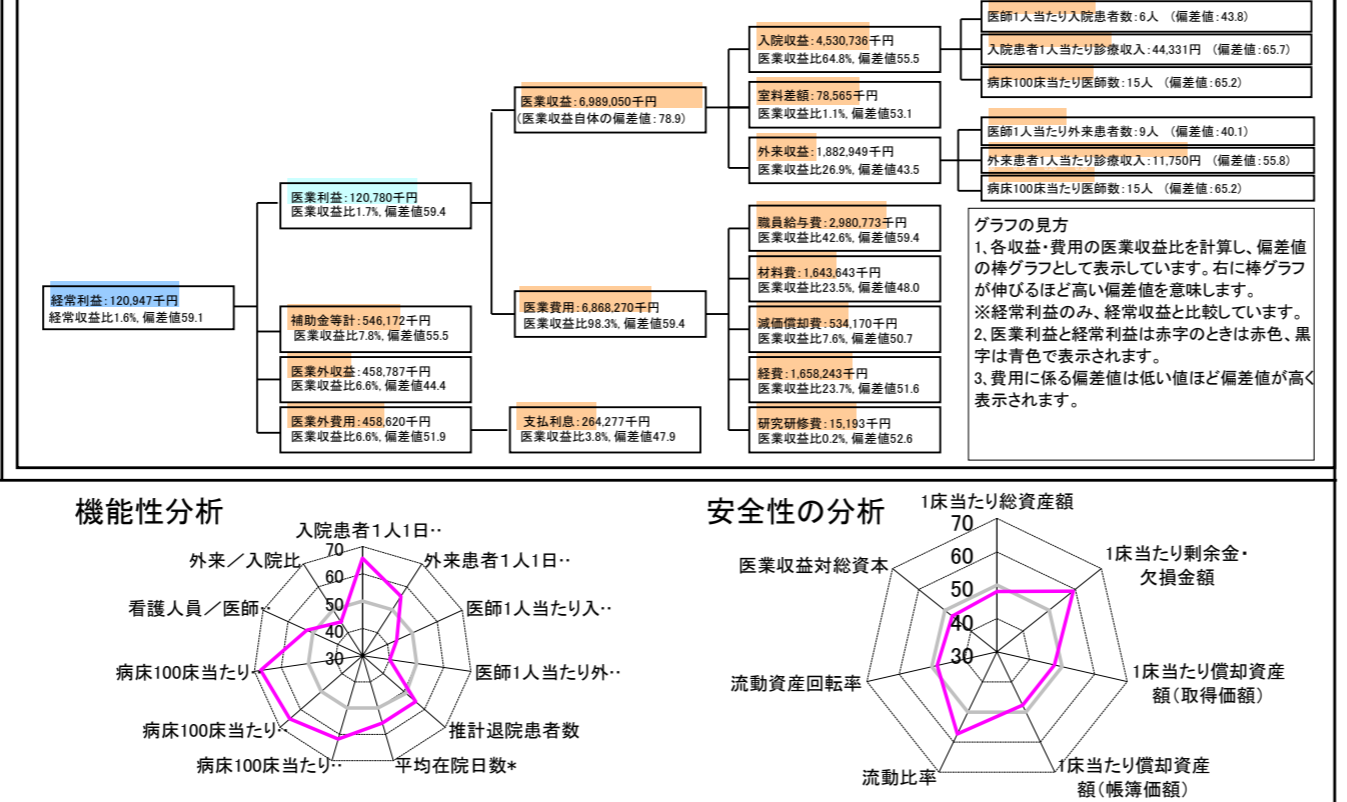 経常利益:120,947千円
経常収益比1.6%, 偏差値59.1
医業利益:120,780千円
医業収益比1.7%, 偏差値59.4
補助金等計:546,172千円
医業収益比7.8%, 偏差値55.5
医業外収益:458,787千円
医業収益比6.6%, 偏差値44.4
医業外費用:458,620千円
医業収益比6.6%, 偏差値51.9
医業収益:6,989,050千円
(医業収益自体の偏差値:78.9)
医業費用:6,868,270千円
医業収益比98.3%, 偏差値59.4
支払利息:264,277千円
医業収益比3.8%, 偏差値47.9
入院収益:4,530,736千円
医業収益比64.8%, 偏差値55.5
室料差額:78,565千円
医業収益比1.1%, 偏差値53.1
外来収益:1,882,949千円
医業収益比26.9%, 偏差値43.5
職員給与費:2,980,773千円
医業収益比42.6%, 偏差値59.4
材料費:1,643,643千円
医業収益比23.5%, 偏差値48.0
減価償却費:534,170千円
医業収益比7.6%, 偏差値50.7
経費:1,658,243千円
医業収益比23.7%, 偏差値51.6
研究研修費:15,193千円
医業収益比0.2%, 偏差値52.6
医師1人当たり入院患者数:6人 (偏差値:43.8)
入院患者1人当たり診療収入:44,331円 (偏差値:65.7)
病床100床当たり医師数:15人 (偏差値:65.2)
医師1人当たり外来患者数:9人 (偏差値:40.1)
外来患者1人当たり診療収入:11,750円 (偏差値:55.8)
病床100床当たり医師数:15人 (偏差値:65.2)
グラフの見方
1、各収益・費用の医業収益比を計算し、偏差値
の棒グラフとして表示しています。右に棒グラフ
が伸びるほど高い偏差値を意味します。
※経常利益のみ、経常収益と比較しています。
2、医業利益と経常利益は赤字のときは赤色、黒
字は青色で表示されます。
3、費用に係る偏差値は低い値ほど偏差値が高く
表示されます。
機能性分析
入院患者1人1日‥
外来患者1人1日‥
医師1人当たり入‥
医師1人当たり外‥
推計退院患者数
平均在院日数*
病床100床当たり‥
病床100床当たり‥
病床100床当たり‥
看護人員/医師‥
外来/入院比
70
60
50
40
30
安全性の分析
1床当たり総資産額
1床当たり剰余金・
欠損金額
1床当たり償却資産
額(取得価額)
1床当たり償却資産
額(帳簿価額)
流動比率
流動資産回転率
医業収益対総資本
70
60
50
40
30